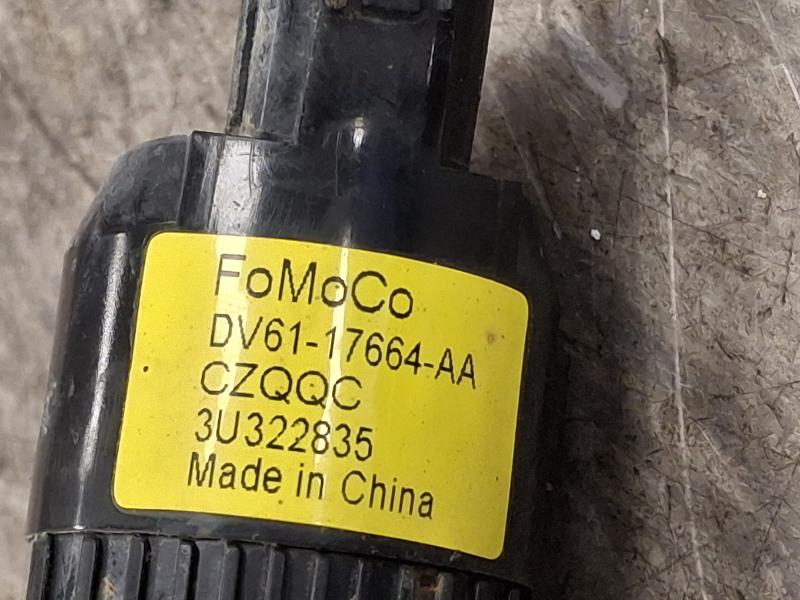 FoMoCo
DV61-17664-AA
CZQQC
3U322835
Made in China